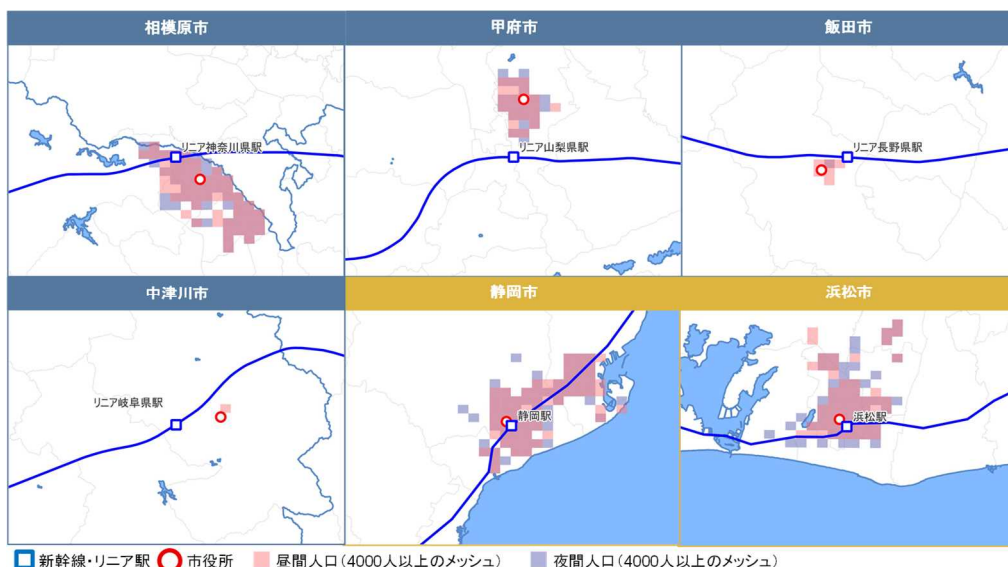 相模原市
甲府市
飯田市
リニア神奈川県駅
リニア山梨県駅
リニア長野県駅
中津川市
静岡市
浜松市
リニア岐阜県駅
静岡駅
浜松駅
新幹線・リニア駅 市役所 昼間人口(4000人以上のメッシュ) 夜間人口(4000人以上のメッシュ)